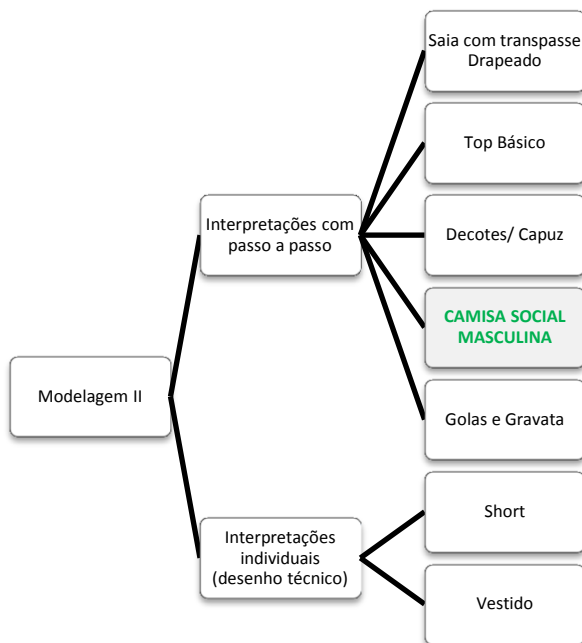 Saia com transpasse
Drapeado
Top Básico
Interpretações com
passo a passo
Decotes/ Capuz
CAMISA SOCIAL
MASCULINA
Modelagem II
Golas e Gravata
Interpretações
individuais
(desenho técnico)
Short
Vestido